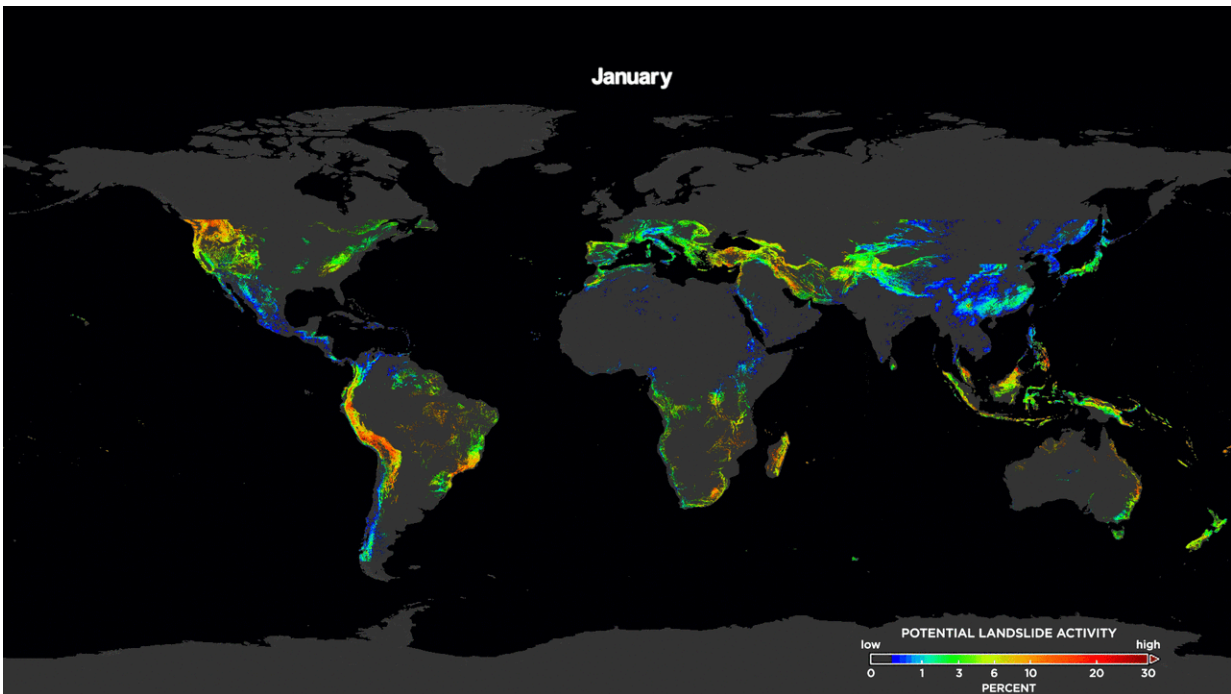 January
POTENTIAL LANDSLIDE ACTIVITY
low high
0 1 3 6 10 20 30
PERCENT